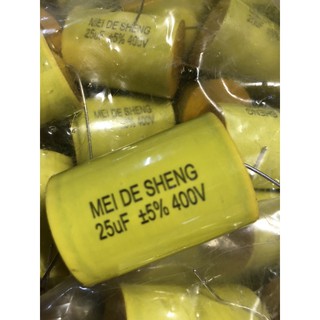 MEI DE SHENG
25uF ±5% 400V
MEI DE SHENG
25uF ±5% 400V